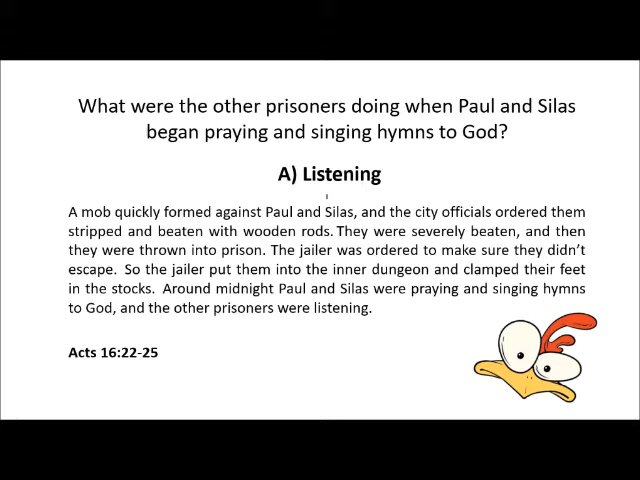 What were the other prisoners doing when Paul and Silas
began praying and singing hymns to God?
A) Listening
A mob quickly formed against Paul and Silas, and the city officials ordered them
stripped and beaten with wooden rods. They were severely beaten, and then
they were thrown into prison. The jailer was ordered to make sure they didn't
escape. So the jailer put them into the inner dungeon and clamped their feet
in the stocks. Around midnight Paul and Silas were praying and singing hymns
to God, and the other prisoners were listening.
Acts 16:22-25